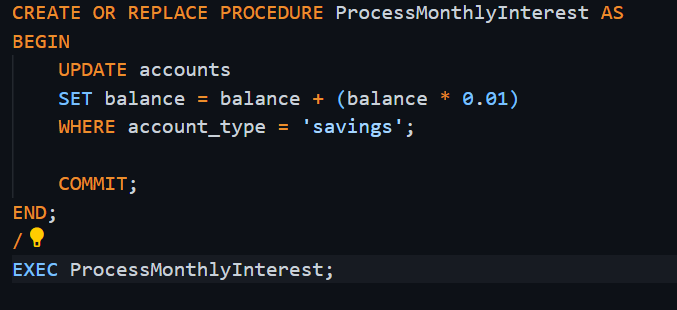 CREATE OR REPLACE PROCEDURE ProcessMonthlyInterest AS
BEGIN
    UPDATE accounts
    SET balance = balance + (balance * 0.01)
    WHERE account_type = 'savings';

    COMMIT;
END;
/
EXEC ProcessMonthlyInterest;